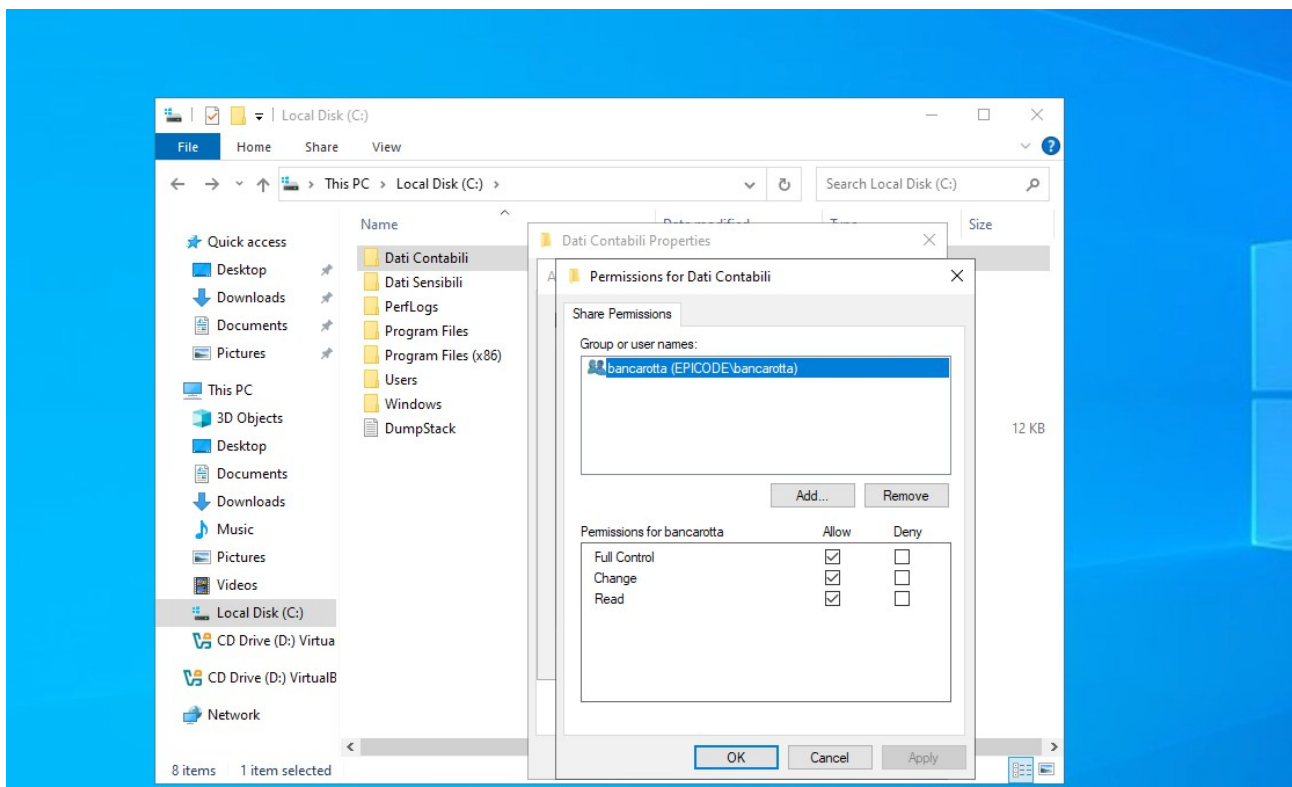 Local Disk (C:)
File Home Share View
This PC > Local Disk (C:) >
Search Local Disk (C:)
Name
Size
Quick access
Desktop
Downloads
Documents
Pictures
This PC
3D Objects
Desktop
Documents
Downloads
Music
Pictures
Videos
Local Disk (C:)
CD Drive (D:) Virtua
CD Drive (D:) VirtualB
Network
Dati Contabili
Dati Sensibili
PerfLogs
Program Files
Program Files (x86)
Users
Windows
DumpStack
12 KB
8 items 1 item selected
Dati Contabili Properties
A
Permissions for Dati Contabili
Share Permissions
Group or user names:
bancarotta (EPICODE\bancarotta)
Add... Remove
Permissions for bancarotta Allow Deny
Full Control
Change
Read
OK Cancel Apply